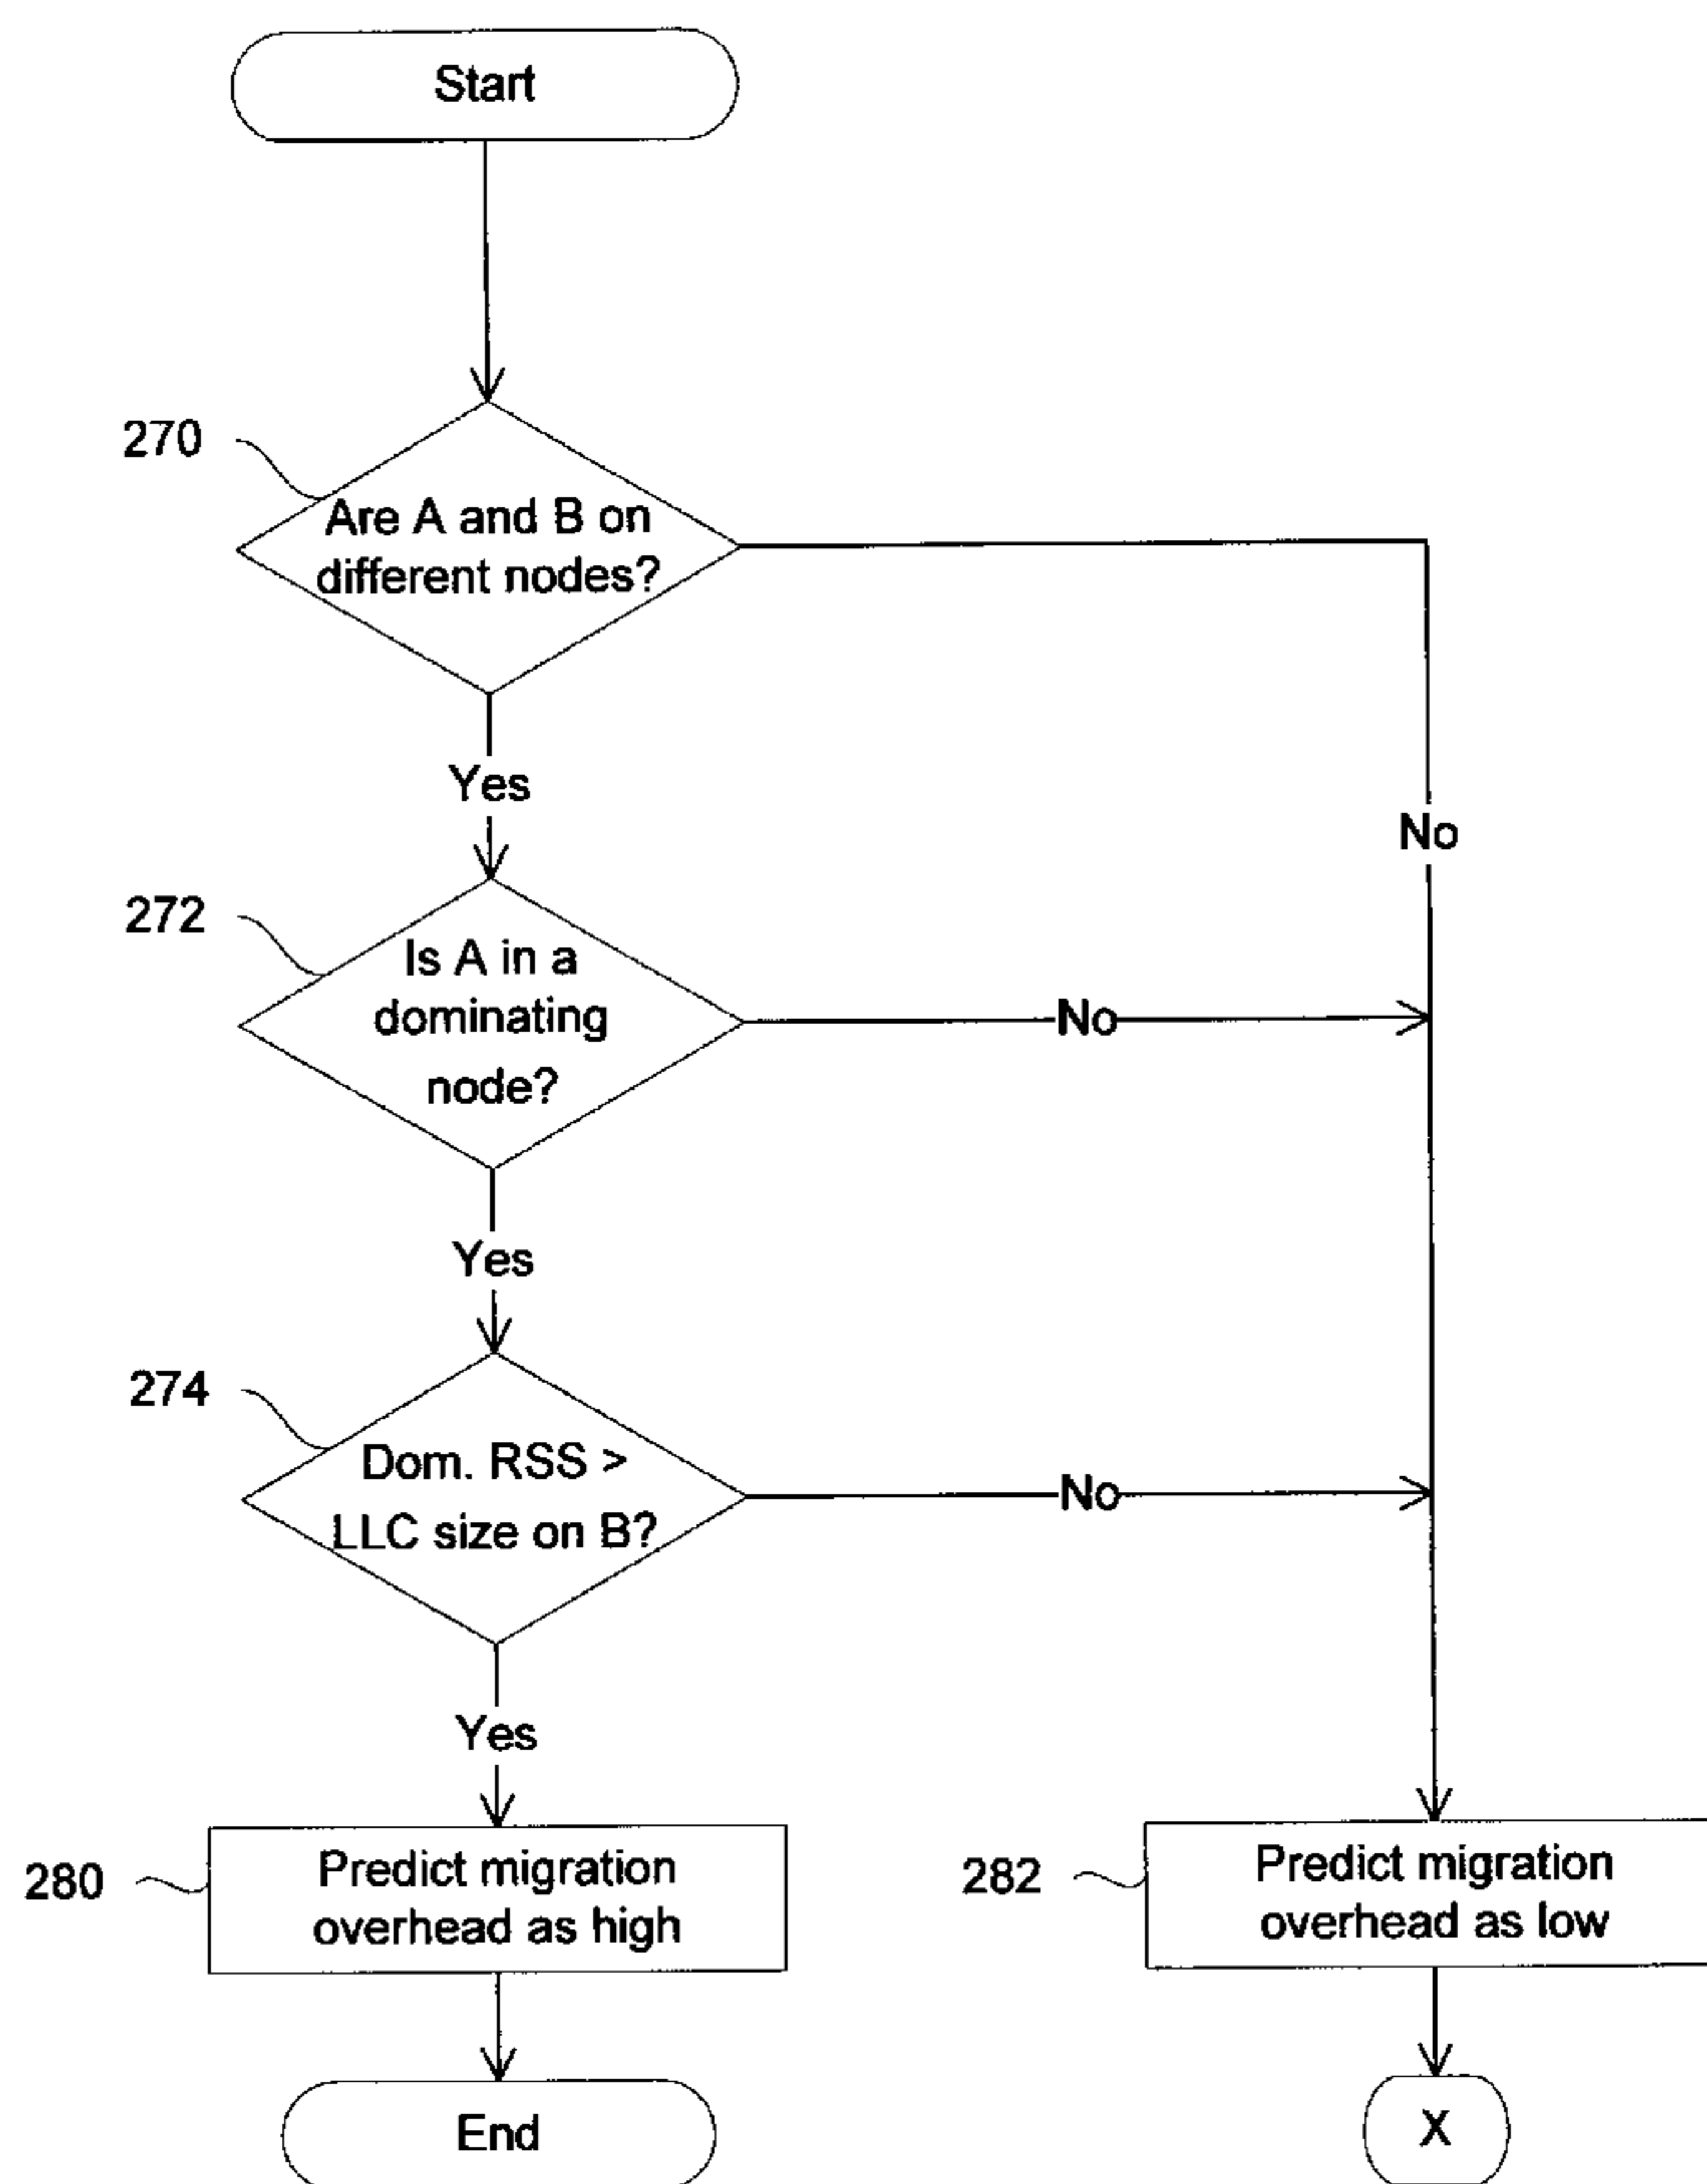 Start
270
Are A and B on
different nodes?
Yes
No
272
Is A in a
dominating
node?
No
Yes
274
Dom. RSS >
LLC size on B?
No
Yes
280
Predict migration
overhead as high
282
Predict migration
overhead as low
End
X